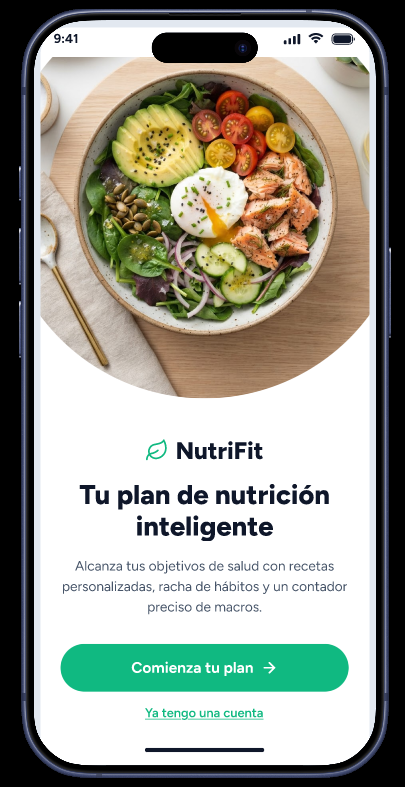 9:41
NutriFit
Tu plan de nutrición
inteligente
Alcanza tus objetivos de salud con recetas
personalizadas, racha de hábitos y un contador
preciso de macros.
Comienza tu plan →
Ya tengo una cuenta